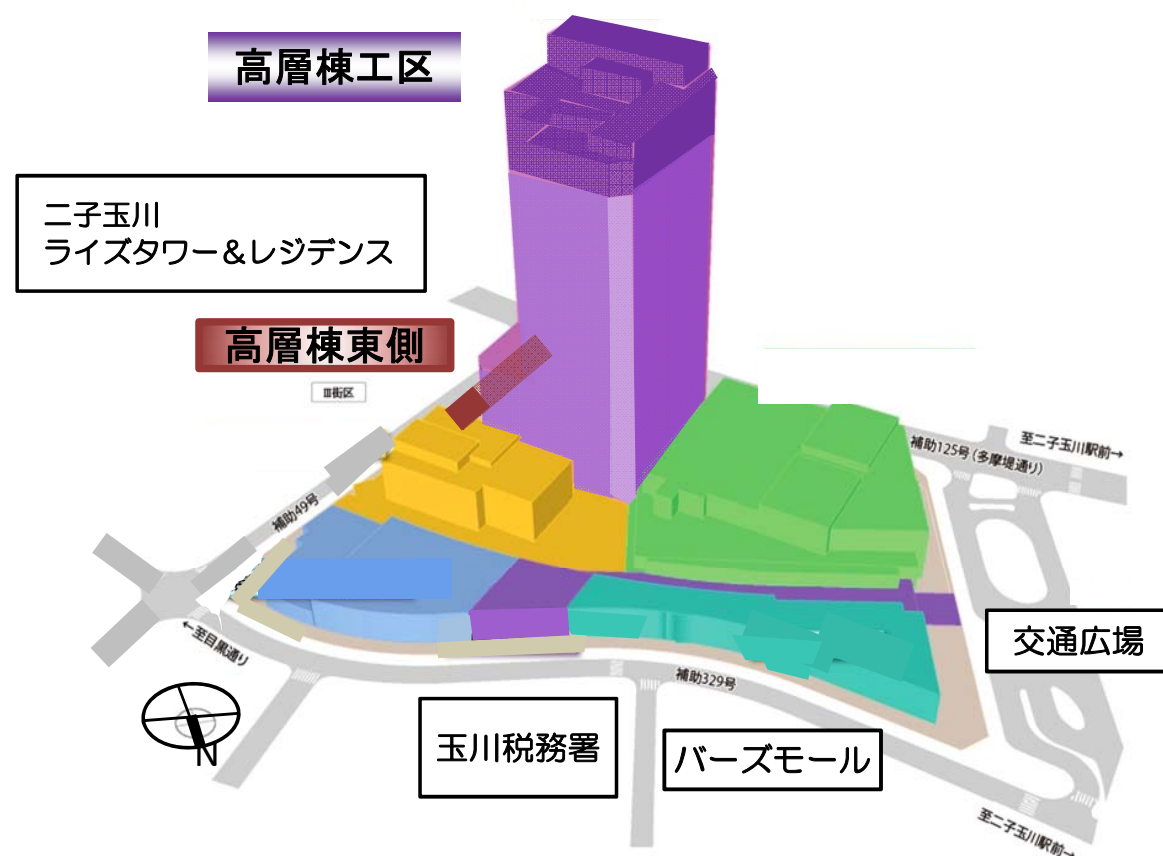 高層棟工区
二子玉川
ライズタワー＆レジデンス
高層棟東側
Ⅲ街区
補助125号（多摩堤通り）
至二子玉川駅前→
補助49号
←至目黒通り
交通広場
補助329号
N
玉川税務署
バーズモール
至二子玉川駅前→